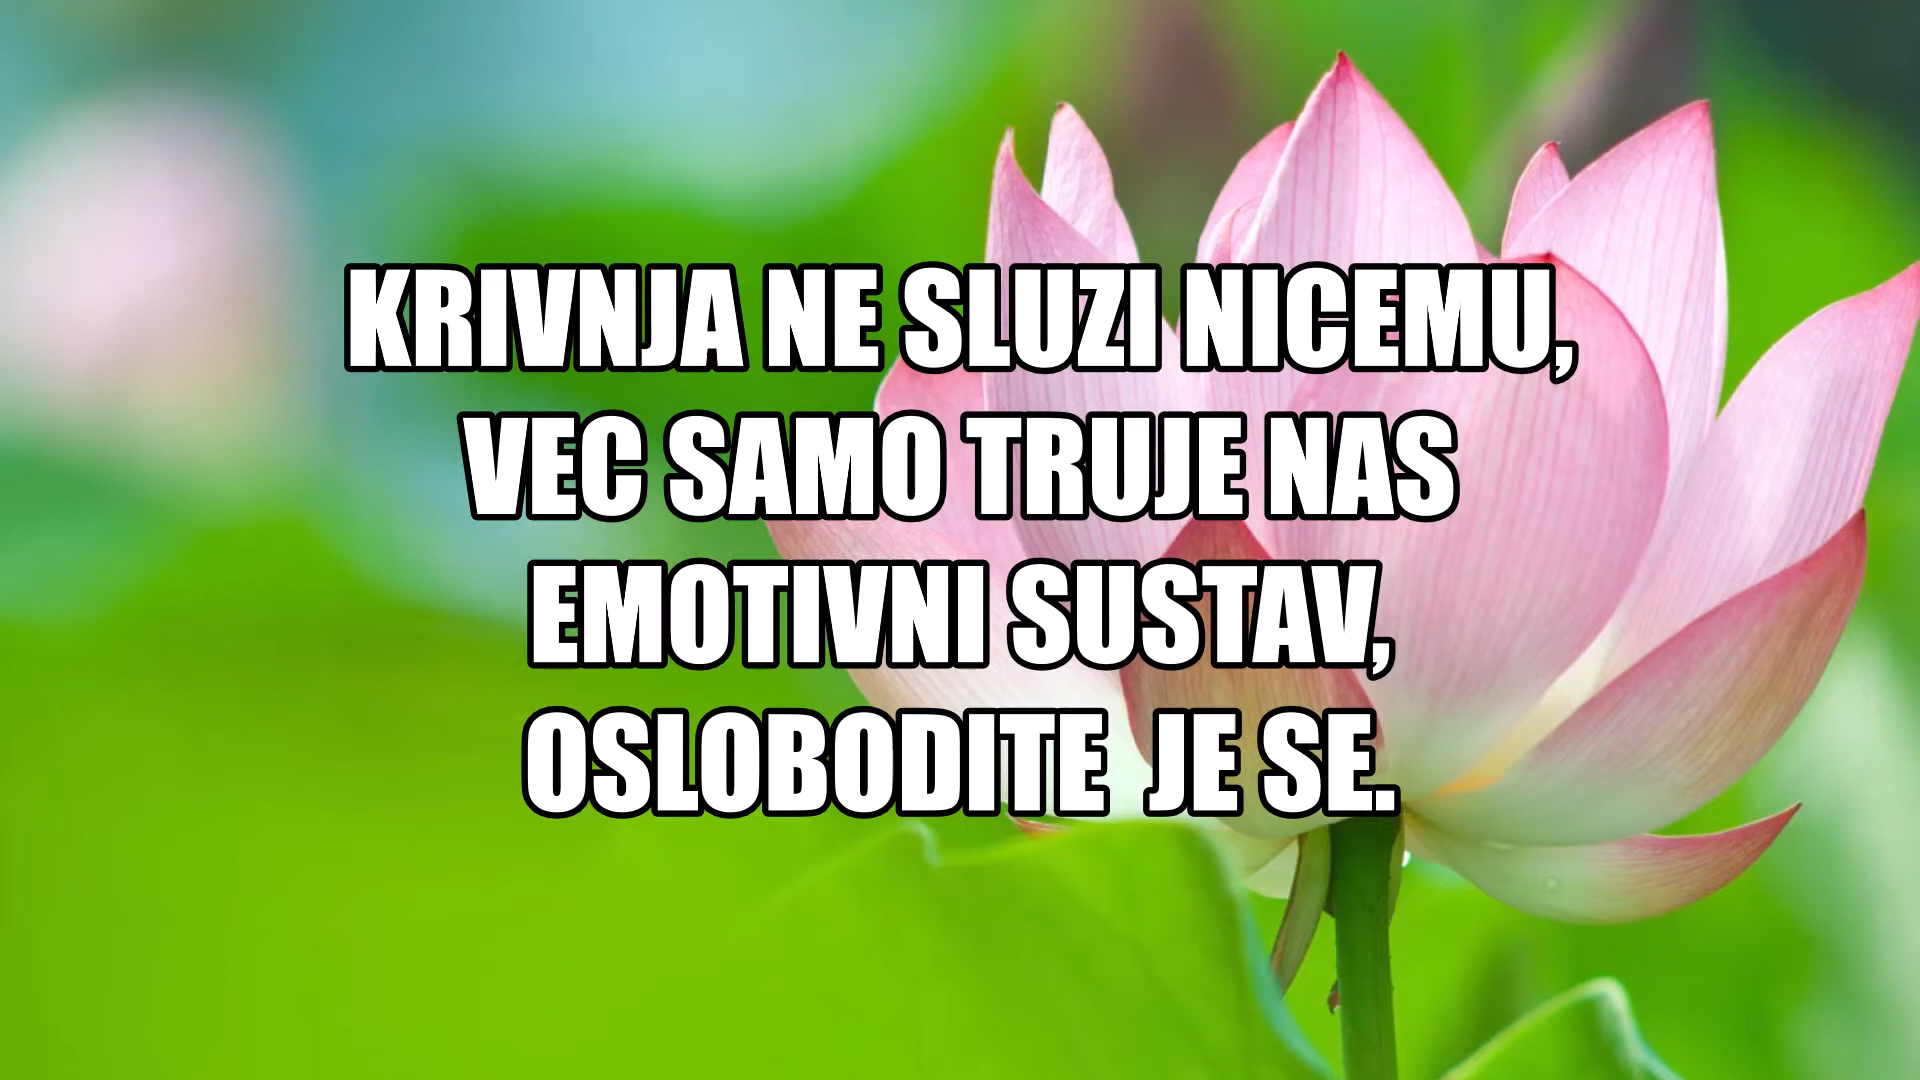 KRIVNJA NE SLUZI NICEMU,
VEC SAMO TRUJE NAS
EMOTIVNI SUSTAV,
OSLOBODITE  JE SE.